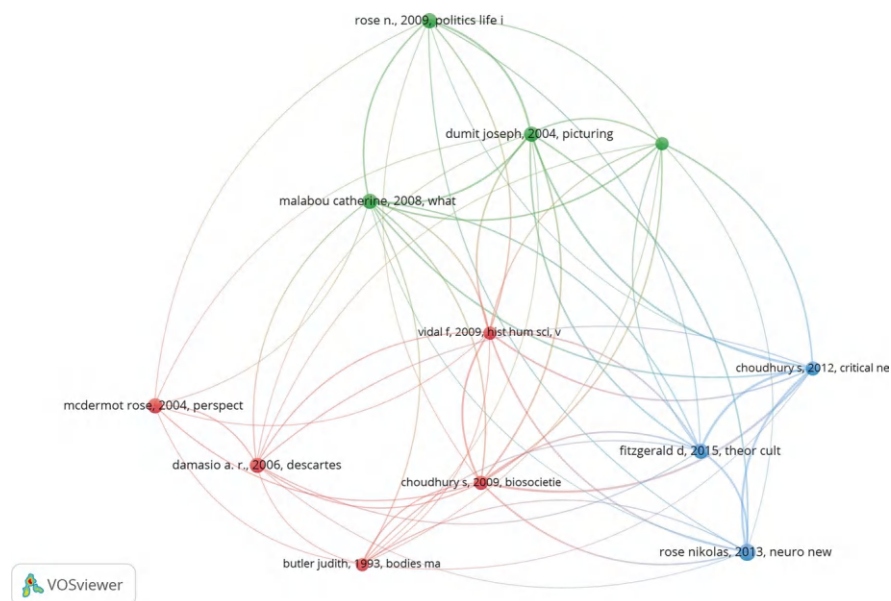 rose n., 2009, politics life i
dumit joseph, 2004, picturing
malabou catherine, 2008, what
vidal f, 2009, hist hum sci, v
choudhury s, 2012, critical ne
mcdermot rose, 2004, perspect
fitzgerald d, 2015, theor cult
damasio a. r., 2006, descartes
choudhury s, 2009, biosocietie
rose nikolas, 2013, neuro new
butler judith, 1993, bodies ma
VOSviewer